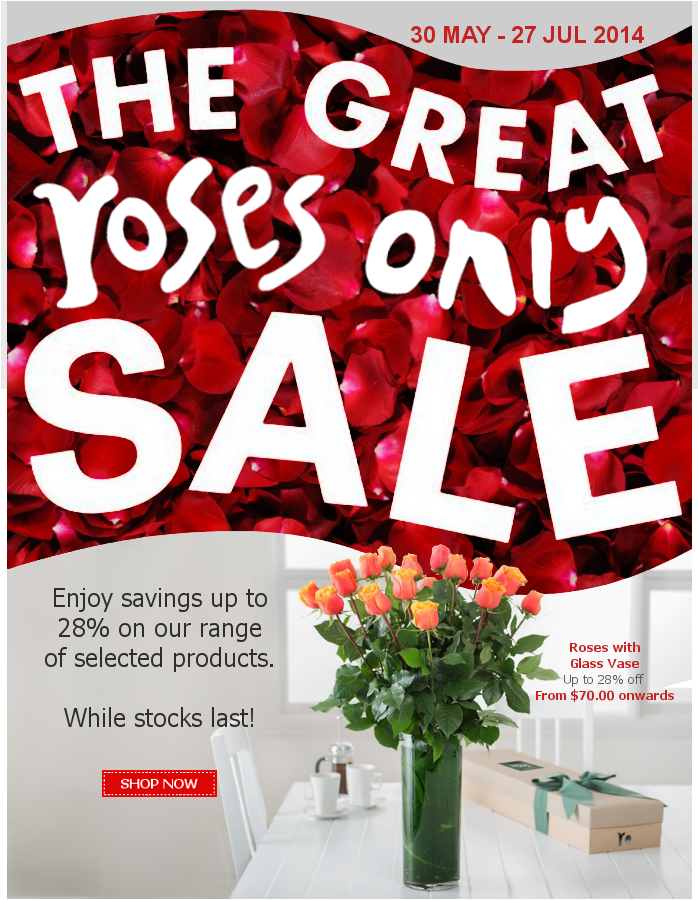 30 MAY - 27 JUL 2014
THE GREAT
roses only
SALE
Enjoy savings up to
28% on our range
of selected products.
While stocks last!
SHOP NOW
Roses with
Glass Vase
Up to 28% off
From $70.00 onwards
ro